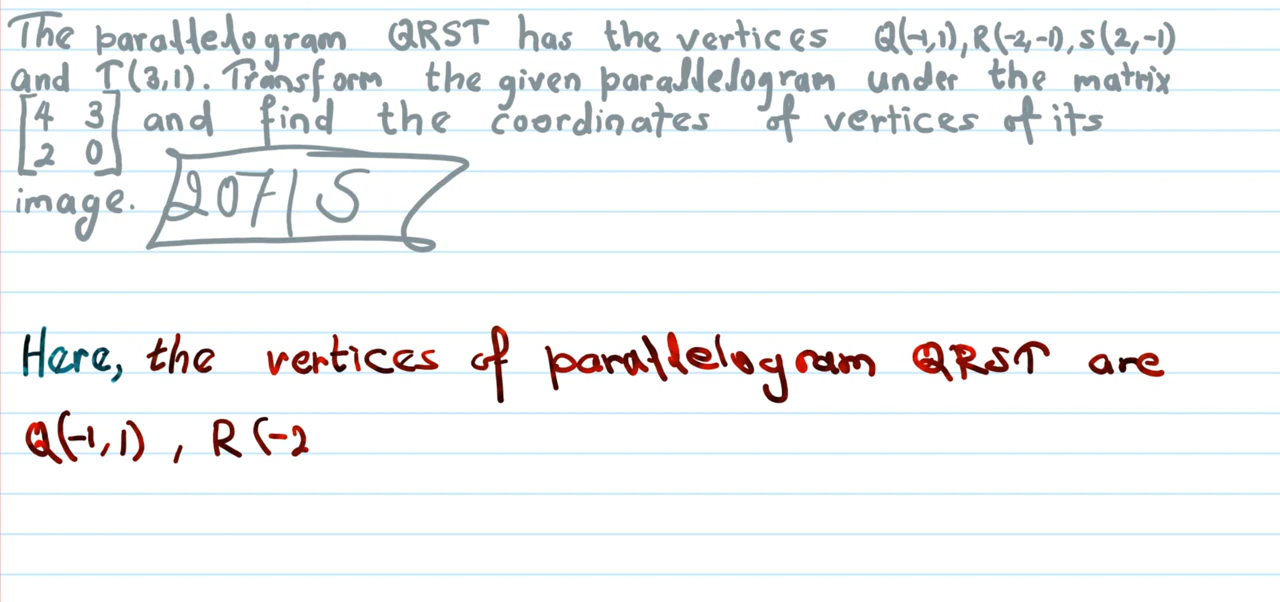 The parallelogram QRST has the vertices Q(-1,1), R(-2,-1), S(2,-1)
and T(3,1). Transform the given parallelogram under the matrix
[4 3
2 0] and find the coordinates of vertices of its
image. 2071 S
Here, the vertices of parallelogram QRST are
Q(-1,1), R(-2